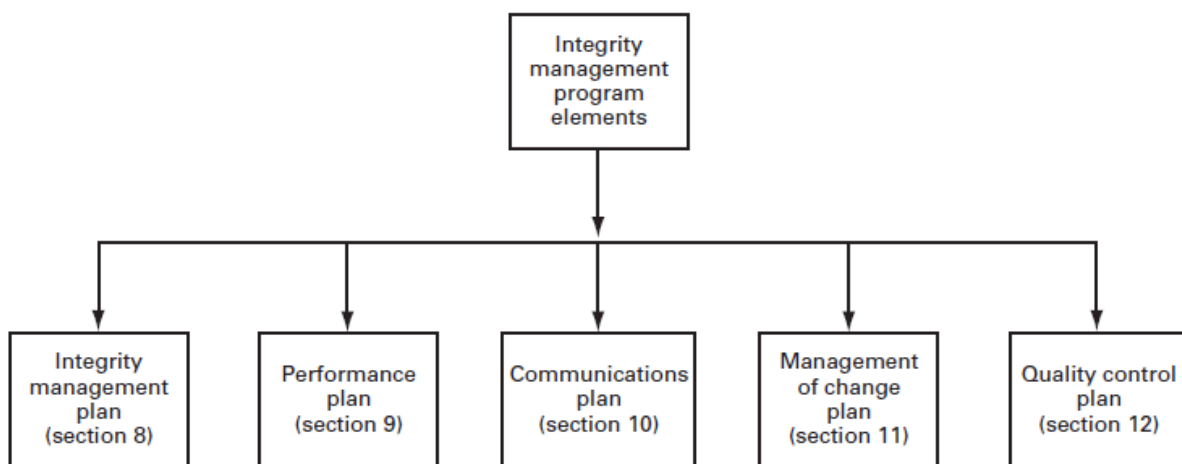 Integrity
management
program
elements
Integrity
management
plan
(section 8)
Performance
plan
(section 9)
Communications
plan
(section 10)
Management
of change
plan
(section 11)
Quality control
plan
(section 12)